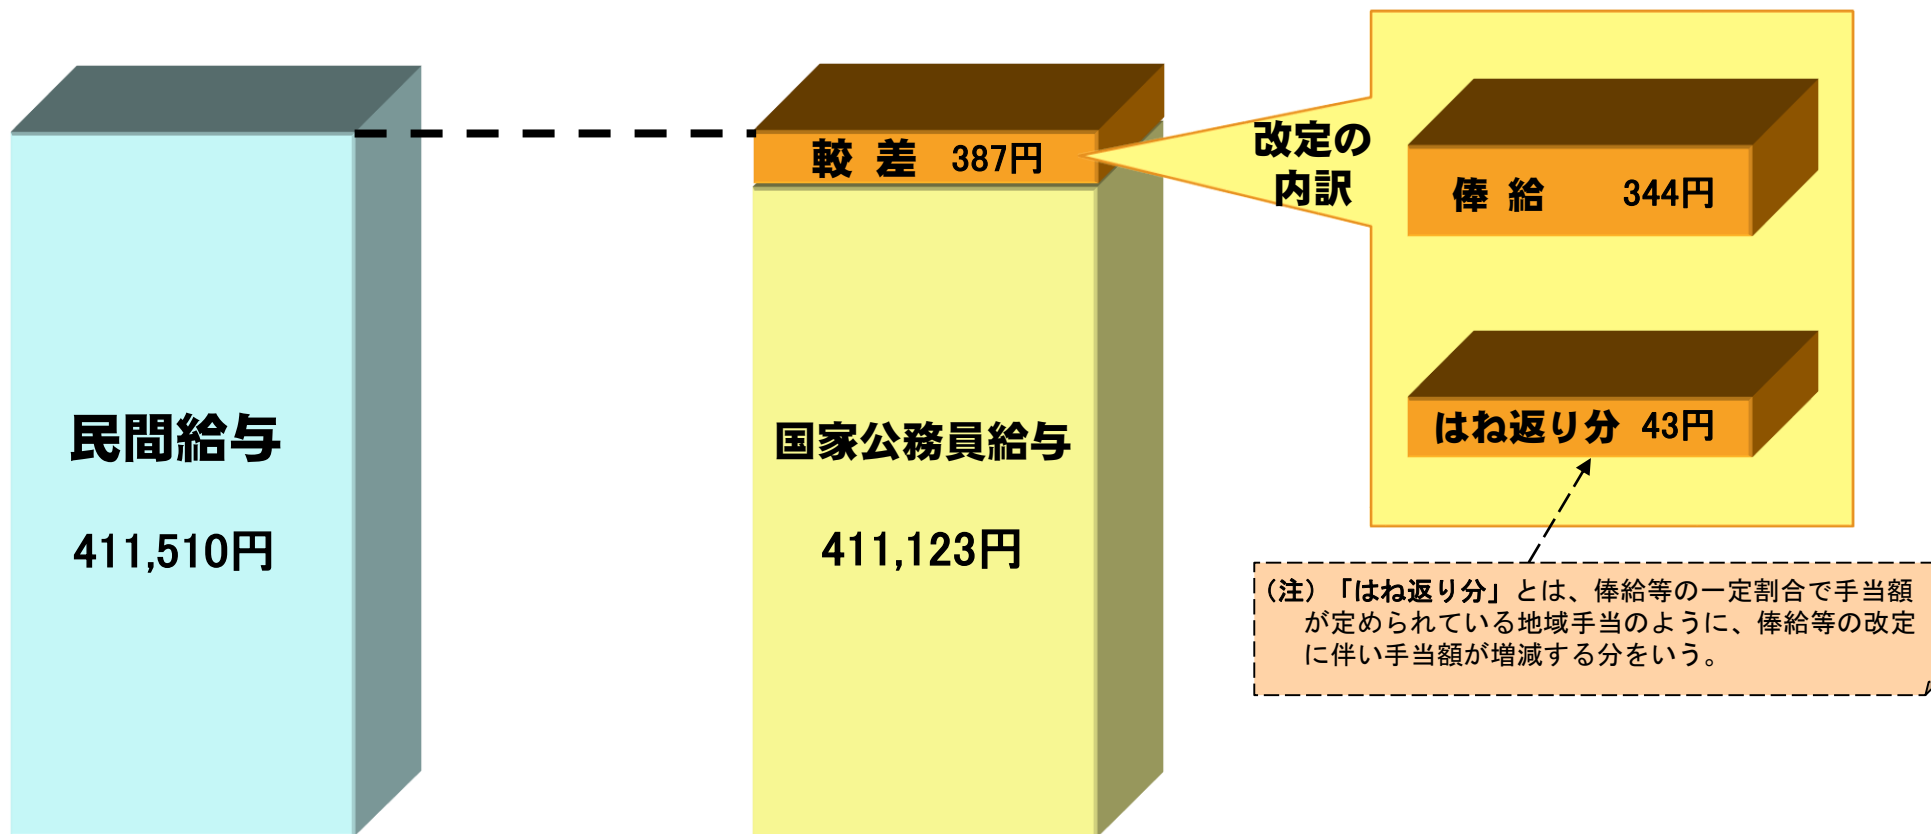 民間給与
411,510円
較差 387円
国家公務員給与
411,123円
改定の
内訳
俸給 344円
はね返り分 43円
(注)「はね返り分」とは、俸給等の一定割合で手当額
が定められている地域手当のように、俸給等の改定
に伴い手当額が増減する分をいう。